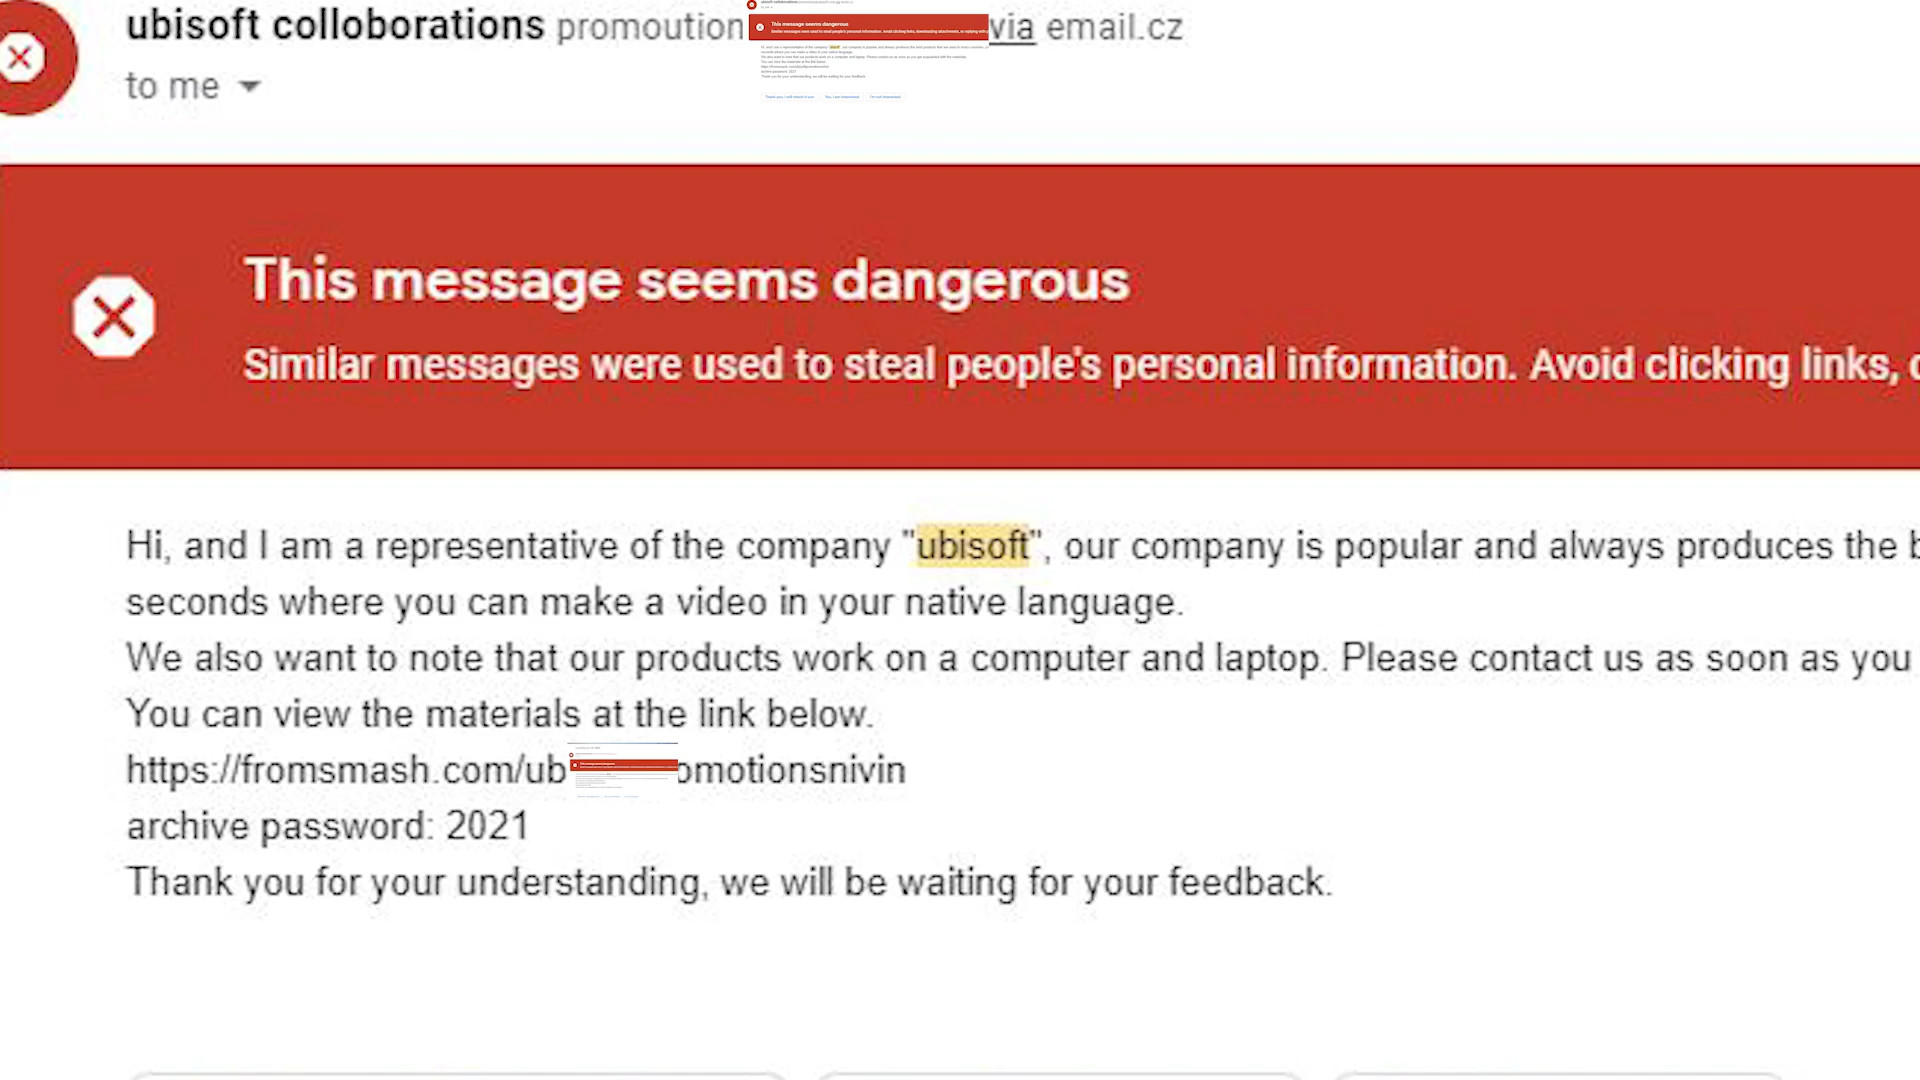 ubisoft colloborations promoution via email.cz
to me
This message seems dangerous
Similar messages were used to steal people's personal information. Avoid clicking links,
Hi, and I am a representative of the company "ubisoft", our company is popular and always produces the
seconds where you can make a video in your native language.
We also want to note that our products work on a computer and laptop. Please contact us as soon as you
You can view the materials at the link below.
https://fromsmash.com/ub omotionsnivin
archive password: 2021
Thank you for your understanding, we will be waiting for your feedback.